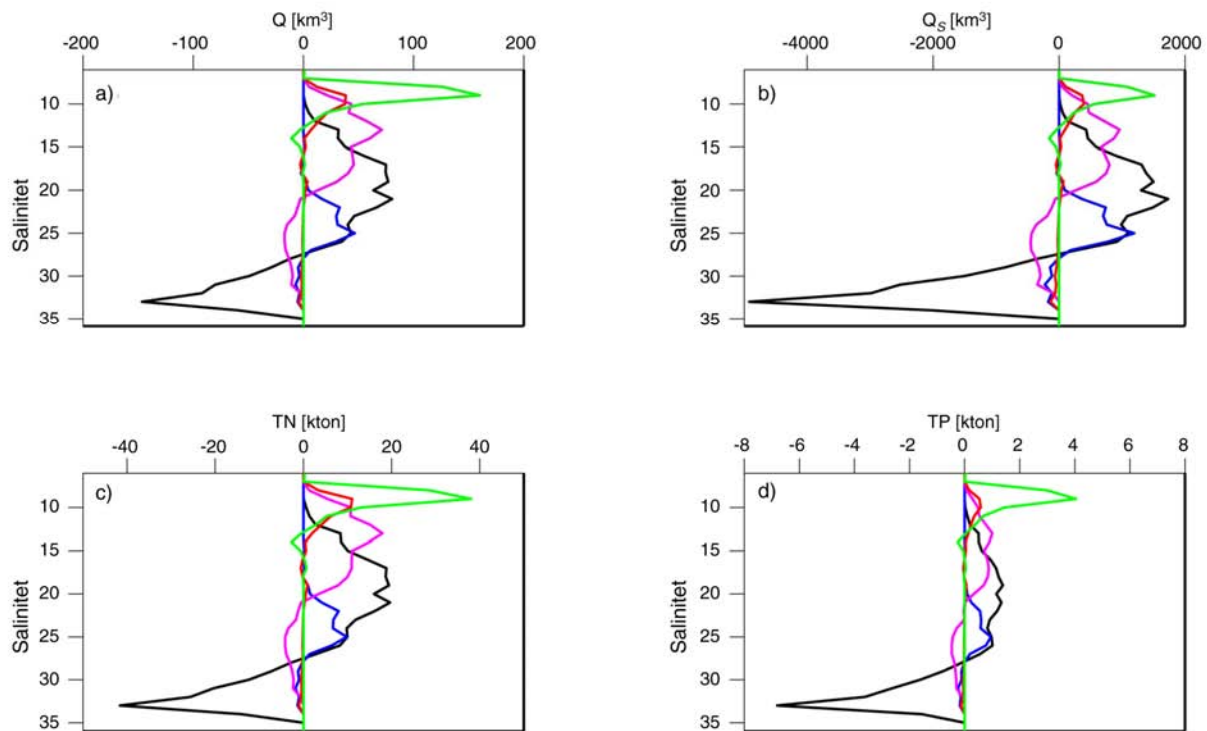 Q [km³]
-200 -100 0 100 200
a)
10
15
20
25
30
35
Salinitet
Q_S [km³]
-4000 -2000 0 2000
b)
10
15
20
25
30
35
Salinitet
TN [kton]
-40 -20 0 20 40
c)
10
15
20
25
30
35
Salinitet
TP [kton]
-8 -6 -4 -2 0 2 4 6 8
d)
10
15
20
25
30
35
Salinitet